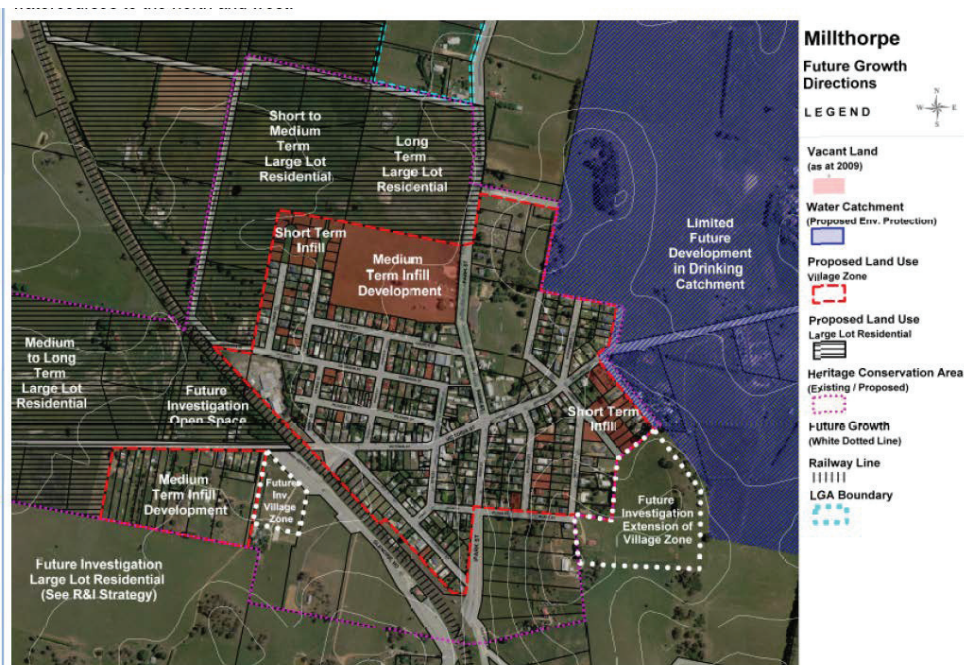 Short to
Medium
Term
Large Lot
Residential
Long
Term
Large Lot
Residential
Short Term
Infill
Medium
Term Infill
Development
Limited
Future
Development
in Drinking
Catchment
Medium
to Long
Term
Large Lot
Residential
Future
Investigation
Open Space
Short Term
Infill
Medium
Term Infill
Development
Future
Inv
Village
Zone
Future
Investigation
Extension of
Village Zone
Future Investigation
Large Lot Residential
(See R&I Strategy)
PARK ST
Millthorpe
Future Growth
Directions
LEGEND
N
W
E
S
Vacant Land
(as at 2009)
Water Catchment
(Proposed Env. Protection)
Proposed Land Use
Village Zone
Proposed Land Use
Large Lot Residential
Heritage Conservation Area
(Existing / Proposed)
Future Growth
(White Dotted Line)
Railway Line
LGA Boundary